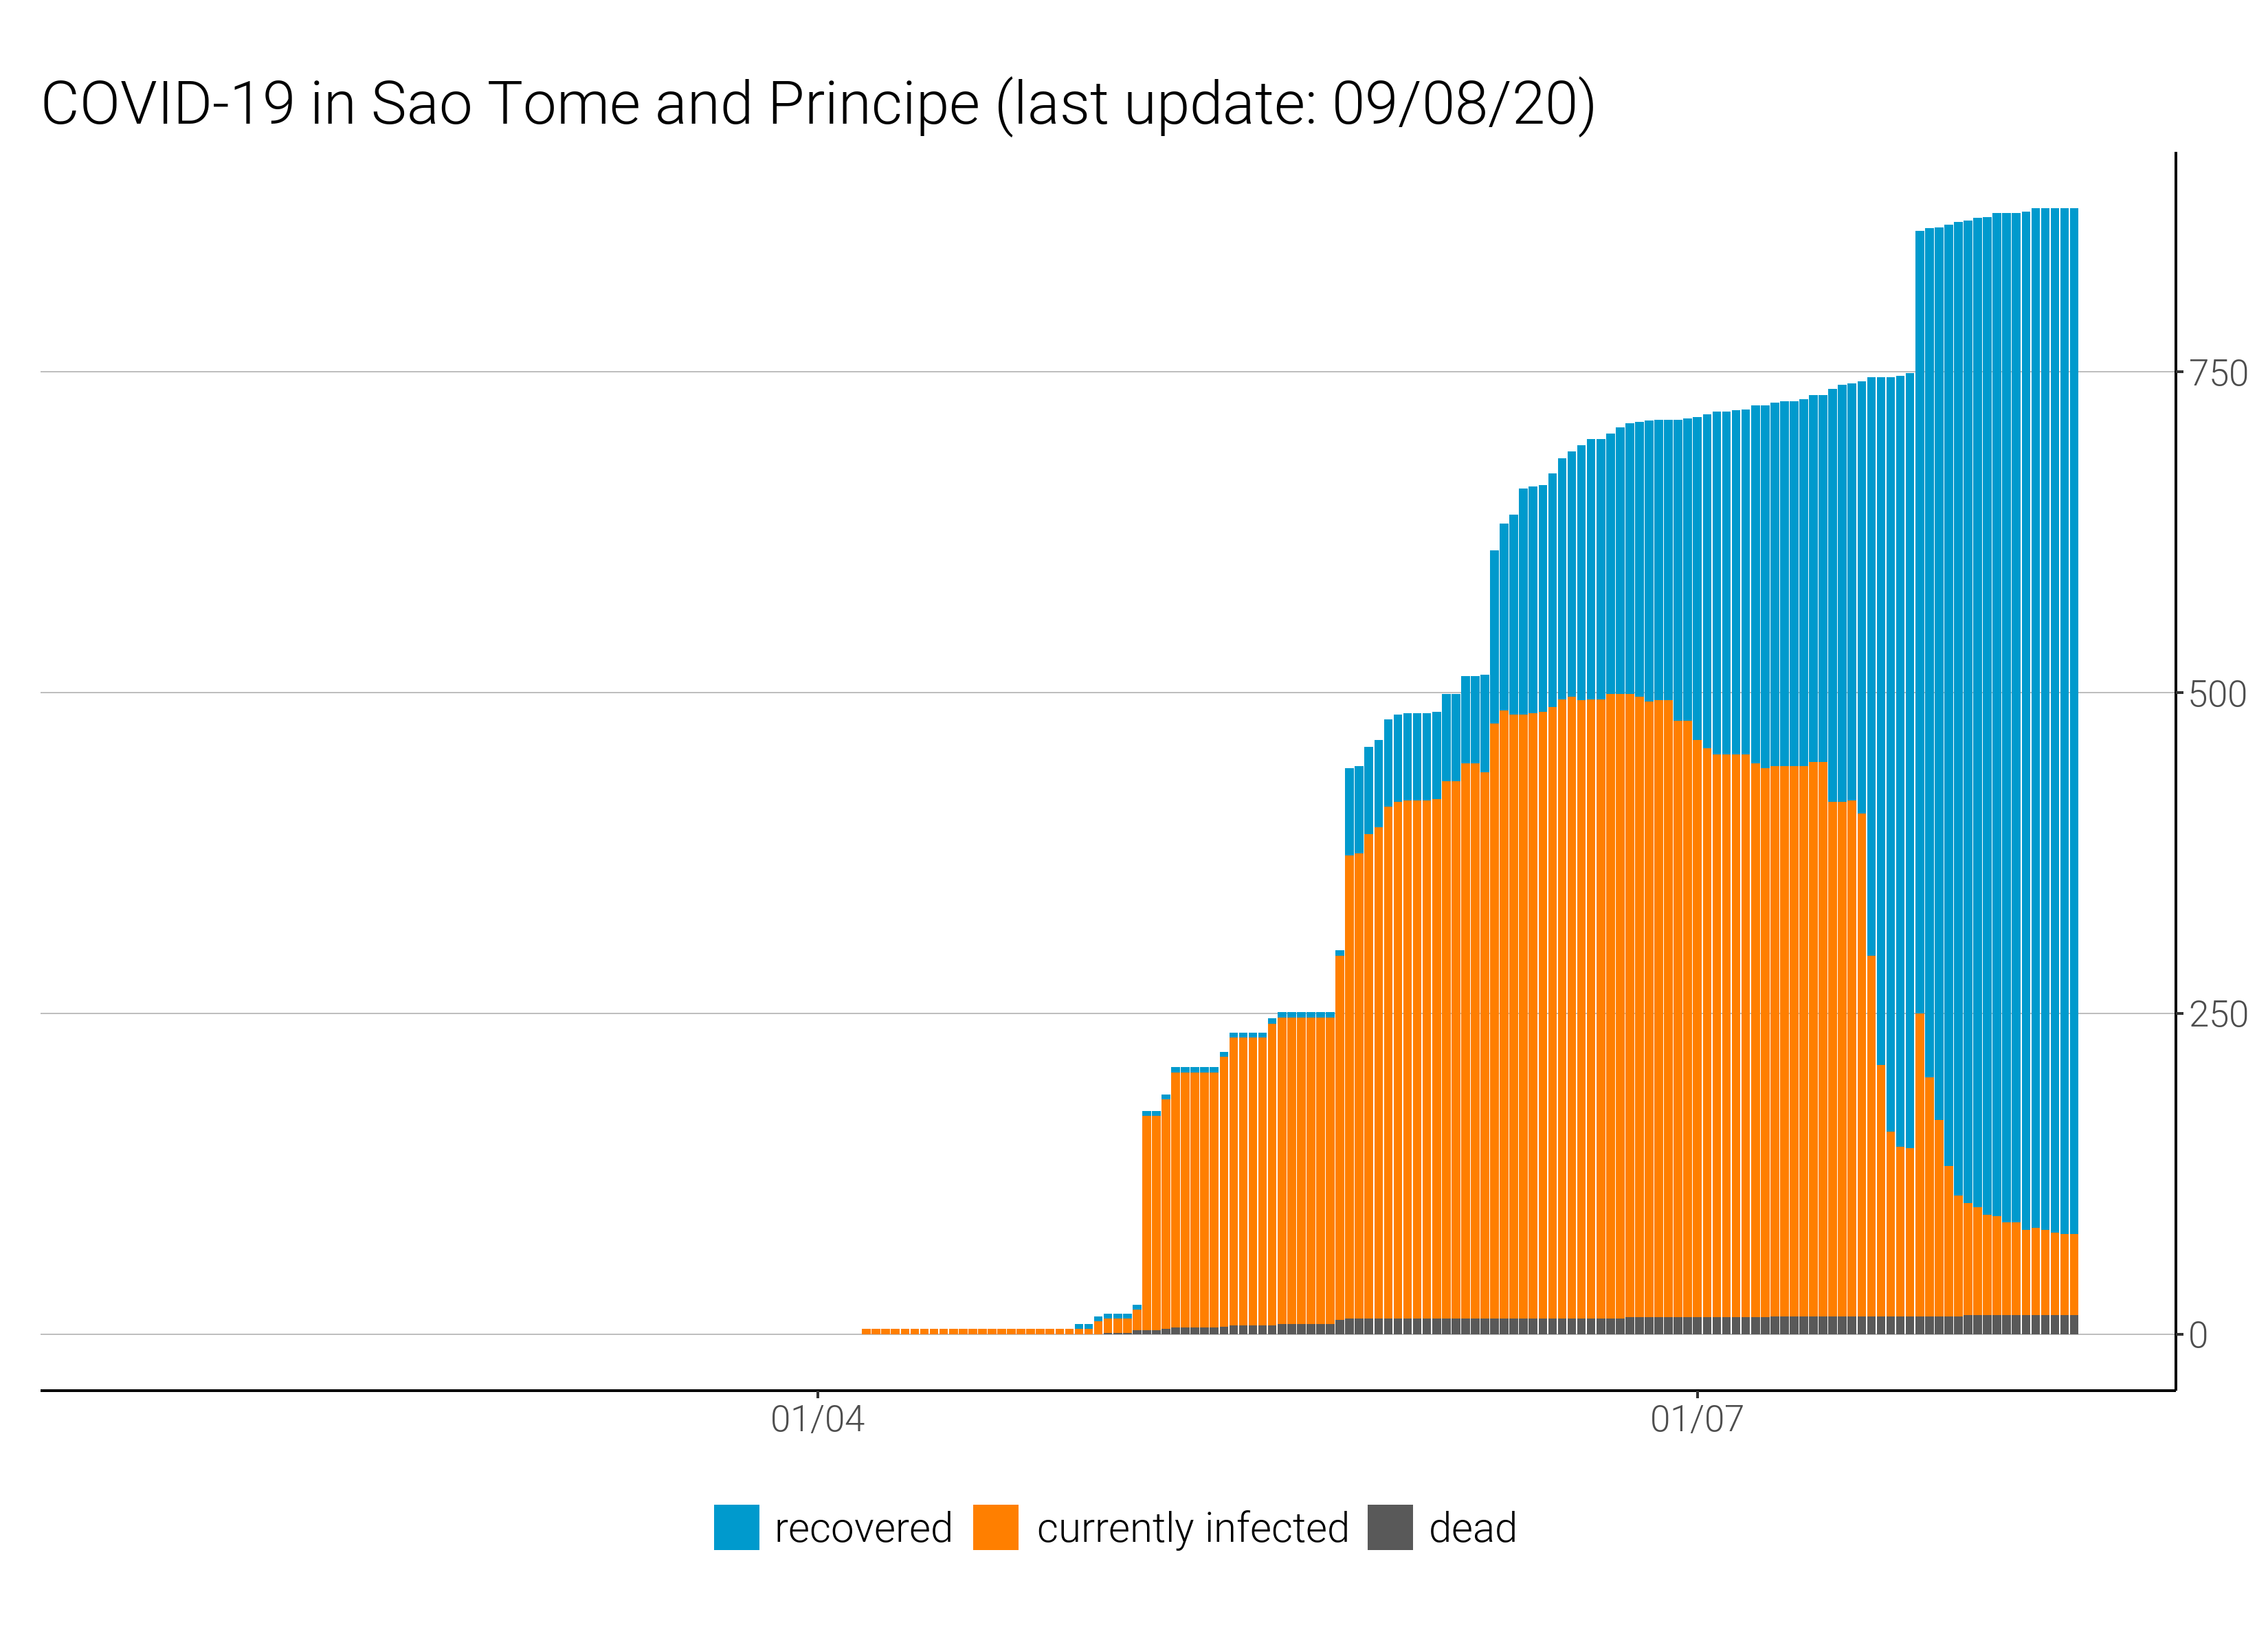 COVID-19 in Sao Tome and Principe (last update: 09/08/20)
750
500
250
0
01/04 01/07
recovered currently infected dead